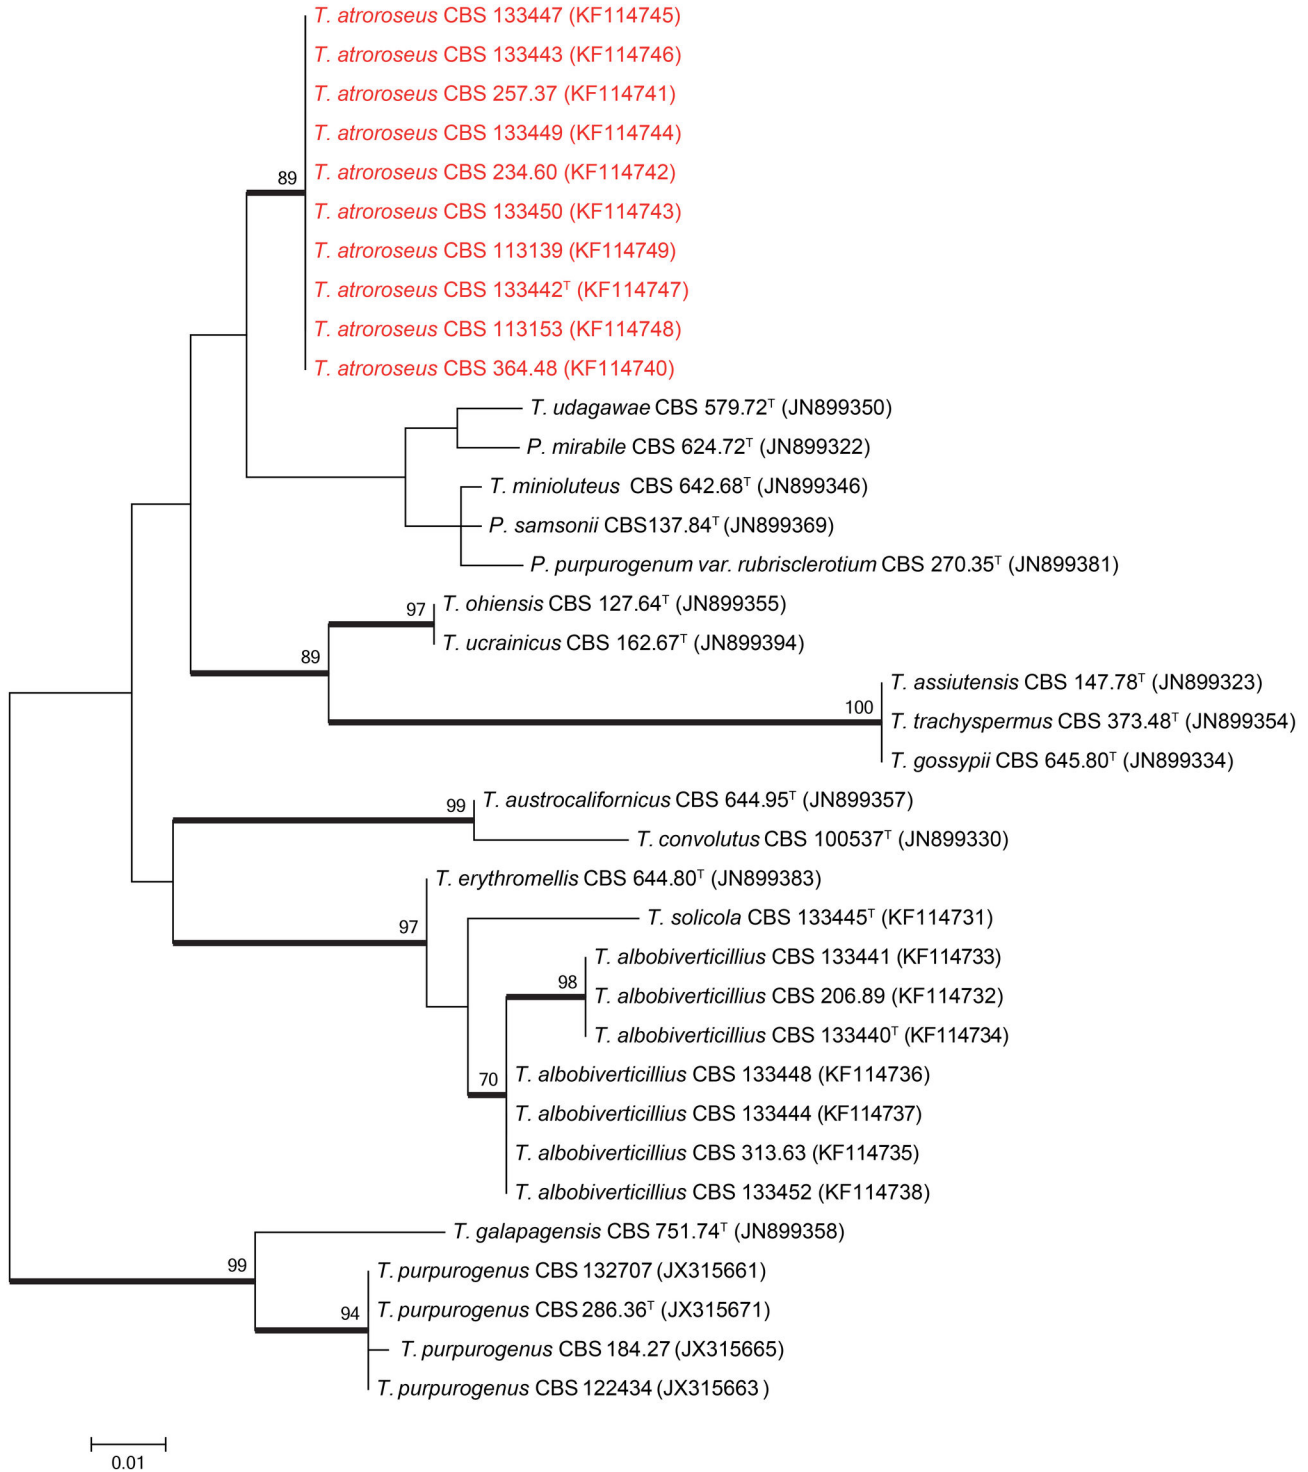 T. atroroseus CBS 133447 (KF114745)
T. atroroseus CBS 133443 (KF114746)
T. atroroseus CBS 257.37 (KF114741)
T. atroroseus CBS 133449 (KF114744)
T. atroroseus CBS 234.60 (KF114742)
89
T. atroroseus CBS 133450 (KF114743)
T. atroroseus CBS 113139 (KF114749)
T. atroroseus CBS 133442ᵀ (KF114747)
T. atroroseus CBS 113153 (KF114748)
T. atroroseus CBS 364.48 (KF114740)
T. udagawae CBS 579.72ᵀ (JN899350)
P. mirabile CBS 624.72ᵀ (JN899322)
T. minioluteus CBS 642.68ᵀ (JN899346)
P. samsonii CBS137.84ᵀ (JN899369)
P. purpurogenum var. rubrisclerotium CBS 270.35ᵀ (JN899381)
97
T. ohiensis CBS 127.64ᵀ (JN899355)
T. ucrainicus CBS 162.67ᵀ (JN899394)
89
T. assiutensis CBS 147.78ᵀ (JN899323)
100
T. trachyspermus CBS 373.48ᵀ (JN899354)
T. gossypii CBS 645.80ᵀ (JN899334)
99
T. austrocalifornicus CBS 644.95ᵀ (JN899357)
T. convolutus CBS 100537ᵀ (JN899330)
T. erythromellis CBS 644.80ᵀ (JN899383)
97
T. solicola CBS 133445ᵀ (KF114731)
T. albobiverticillius CBS 133441 (KF114733)
98
T. albobiverticillius CBS 206.89 (KF114732)
T. albobiverticillius CBS 133440ᵀ (KF114734)
70
T. albobiverticillius CBS 133448 (KF114736)
T. albobiverticillius CBS 133444 (KF114737)
T. albobiverticillius CBS 313.63 (KF114735)
T. albobiverticillius CBS 133452 (KF114738)
T. galapagensis CBS 751.74ᵀ (JN899358)
99
T. purpurogenus CBS 132707 (JX315661)
94
T. purpurogenus CBS 286.36ᵀ (JX315671)
T. purpurogenus CBS 184.27 (JX315665)
T. purpurogenus CBS 122434 (JX315663 )
0.01